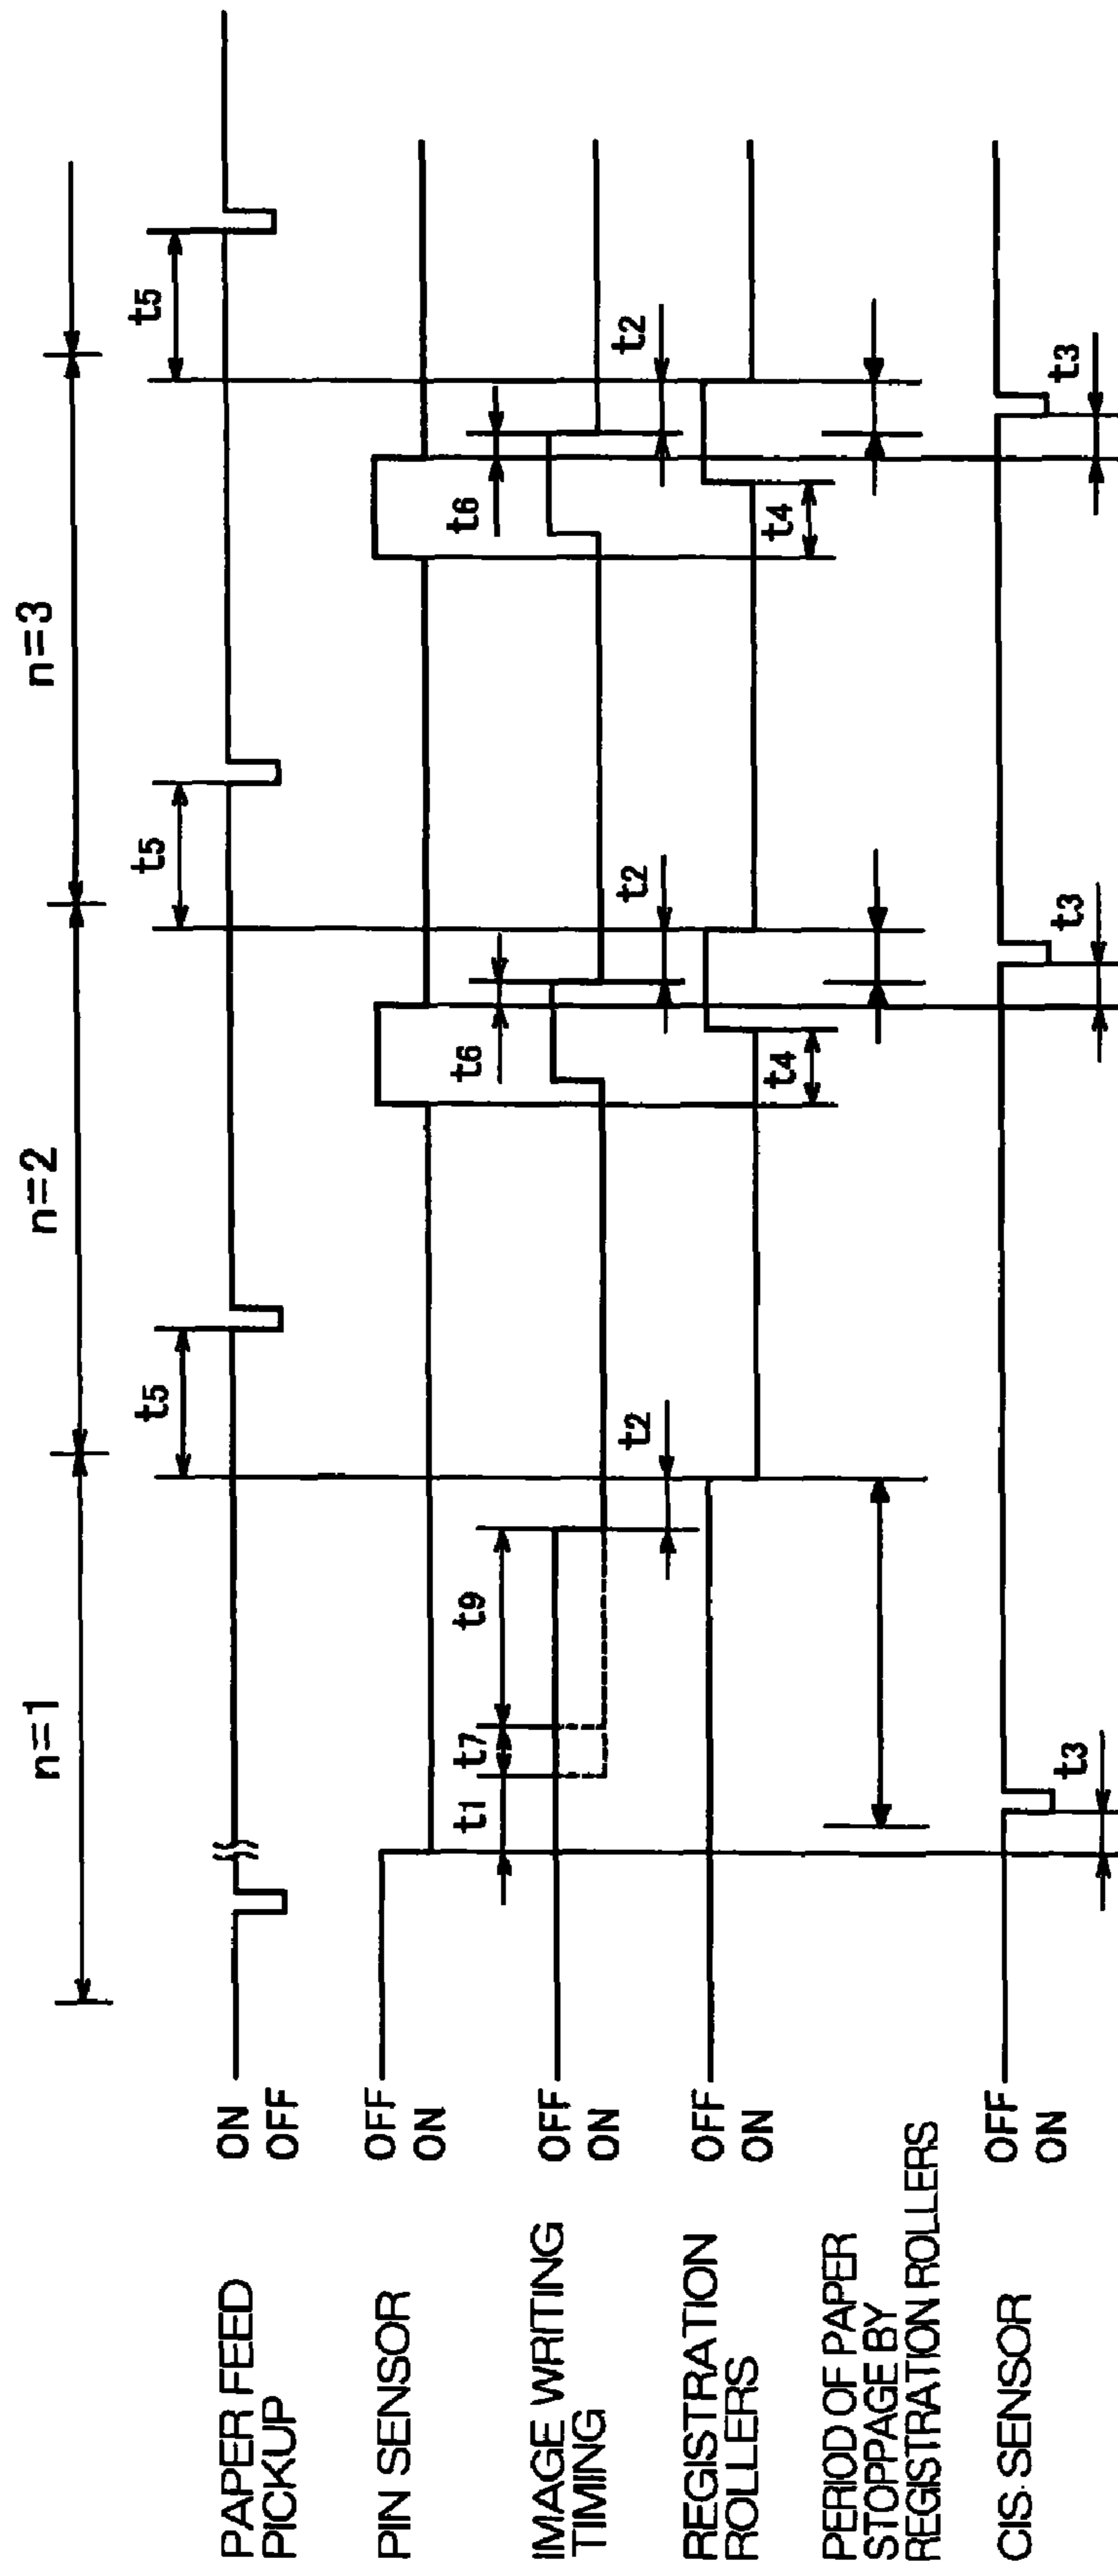 n=1
n=2
n=3
PAPER FEED
PICKUP
ON
OFF
t5
t5
t5
PIN SENSOR
OFF
ON
IMAGE WRITING
TIMING
OFF
ON
t1
t7
t9
t6
t6
REGISTRATION
ROLLERS
OFF
ON
t2
t2
t2
t4
t4
PERIOD OF PAPER
STOPPAGE BY
REGISTRATION ROLLERS
CIS SENSOR
OFF
ON
t3
t3
t3